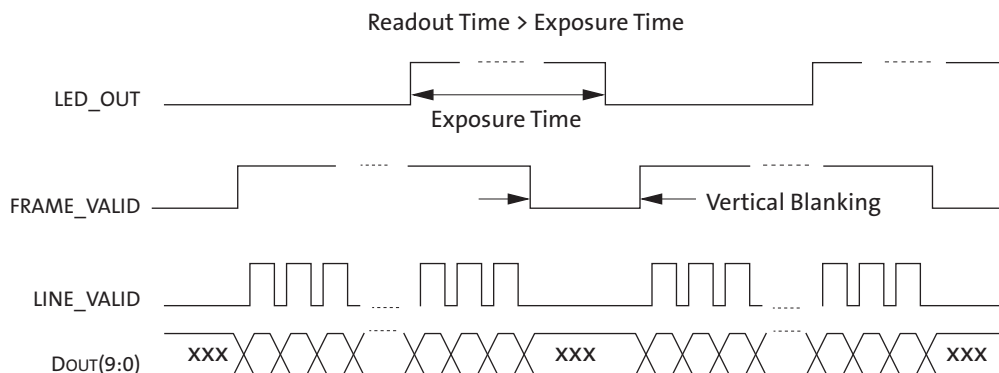 Readout Time > Exposure Time
LED_OUT
Exposure Time
FRAME_VALID
Vertical Blanking
LINE_VALID
DOUT(9:0)
XXX
XXX
XXX